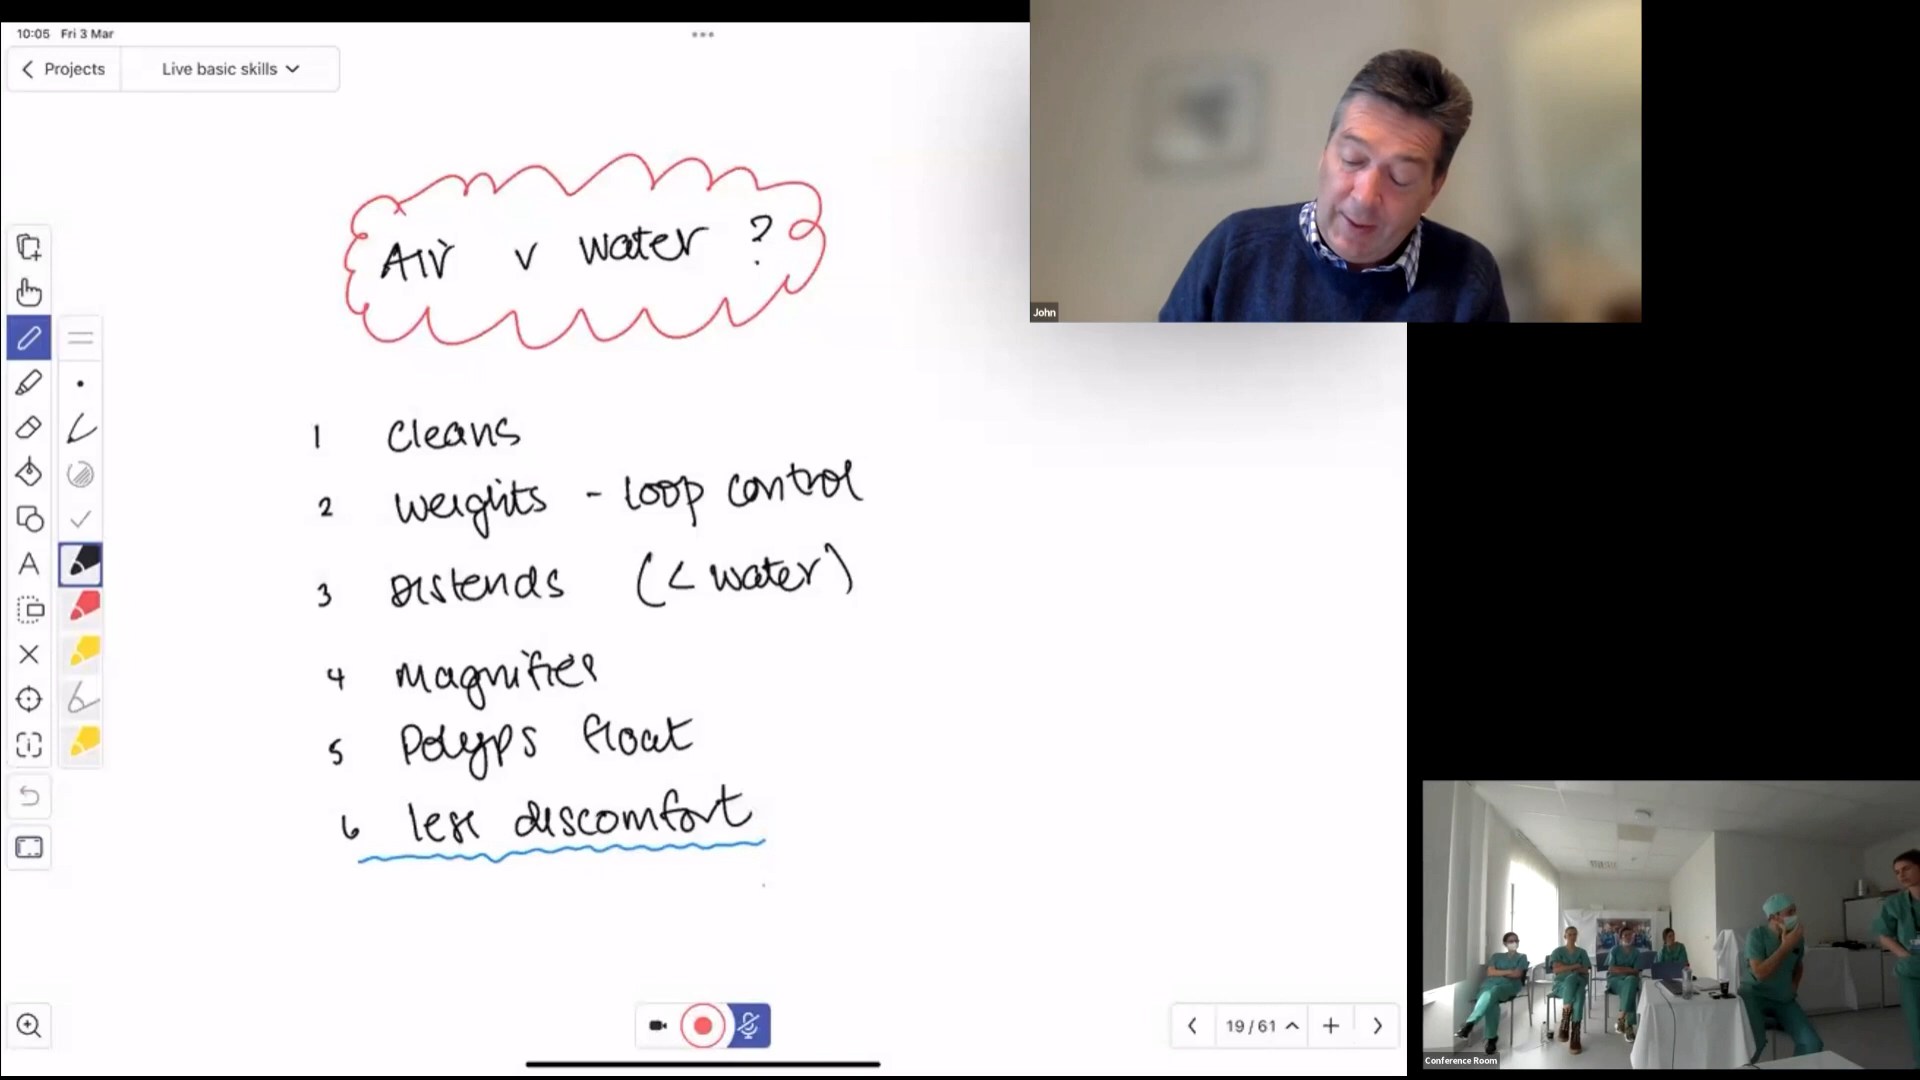 10:05 Fri 3 Mar
Projects
Live basic skills
John
Air v water ?
1 cleans
2 weights - loop control
3 Distends (< water)
4 Magnifies
5 Polyps float
6 less discomfort
19/61
Conference Room